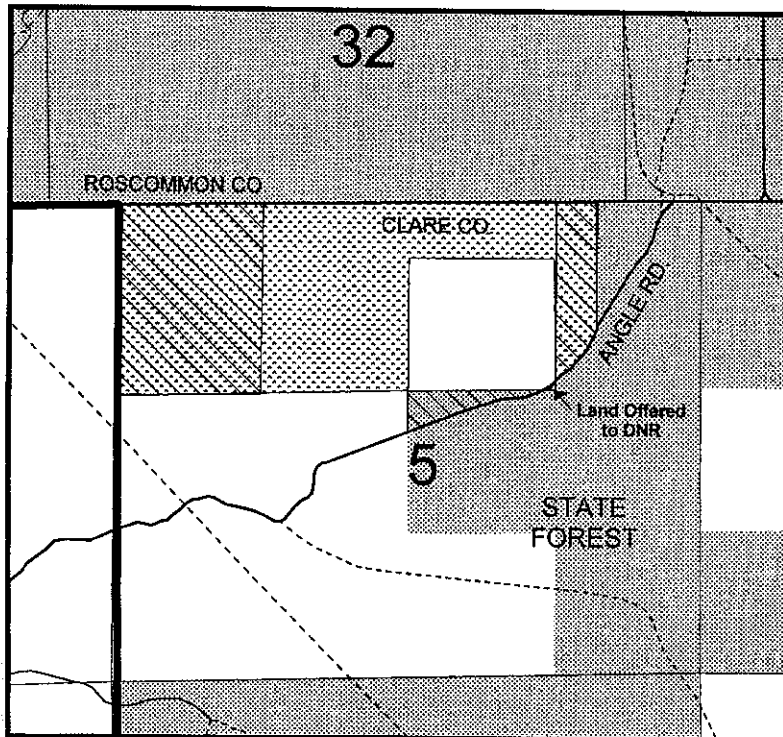 32
ROSCOMMON CO
CLARE CO.
ANGLE RD.
Land Offered
to DNR
5
STATE
FOREST